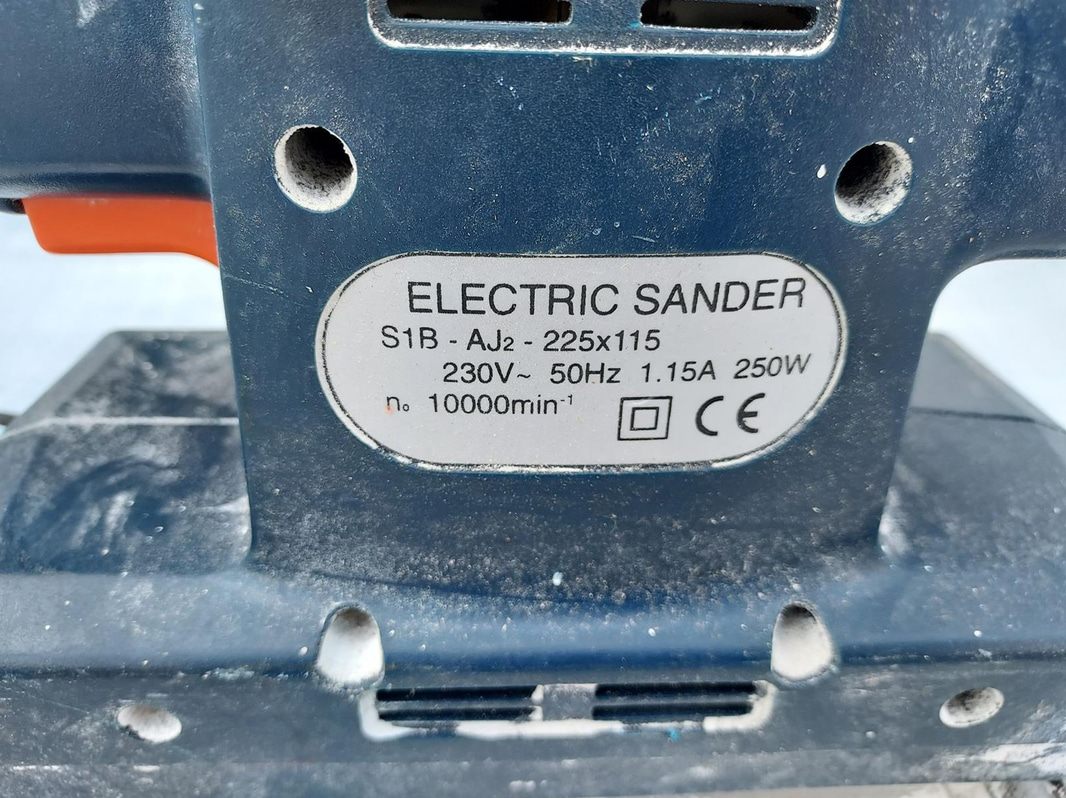 ELECTRIC SANDER
S1B - AJ₂ - 225x115
230V~ 50Hz 1.15A 250W
n₀ 10000min⁻¹ CE